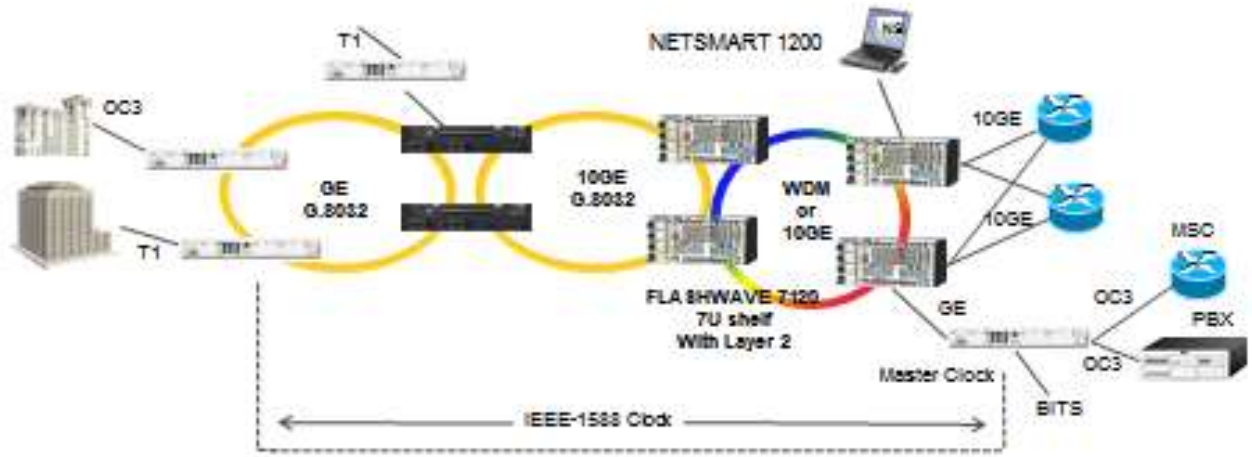 T1
NETSMART 1200
NS
OC3
10GE
GE
G.8032
10GE
G.8032
WDM
or
10GE
10GE
T1
MSC
FLASHWAVE 7120
7U shelf
With Layer 2
GE
OC3
PBX
OC3
Master Clock
BITS
IEEE-1588 Clock